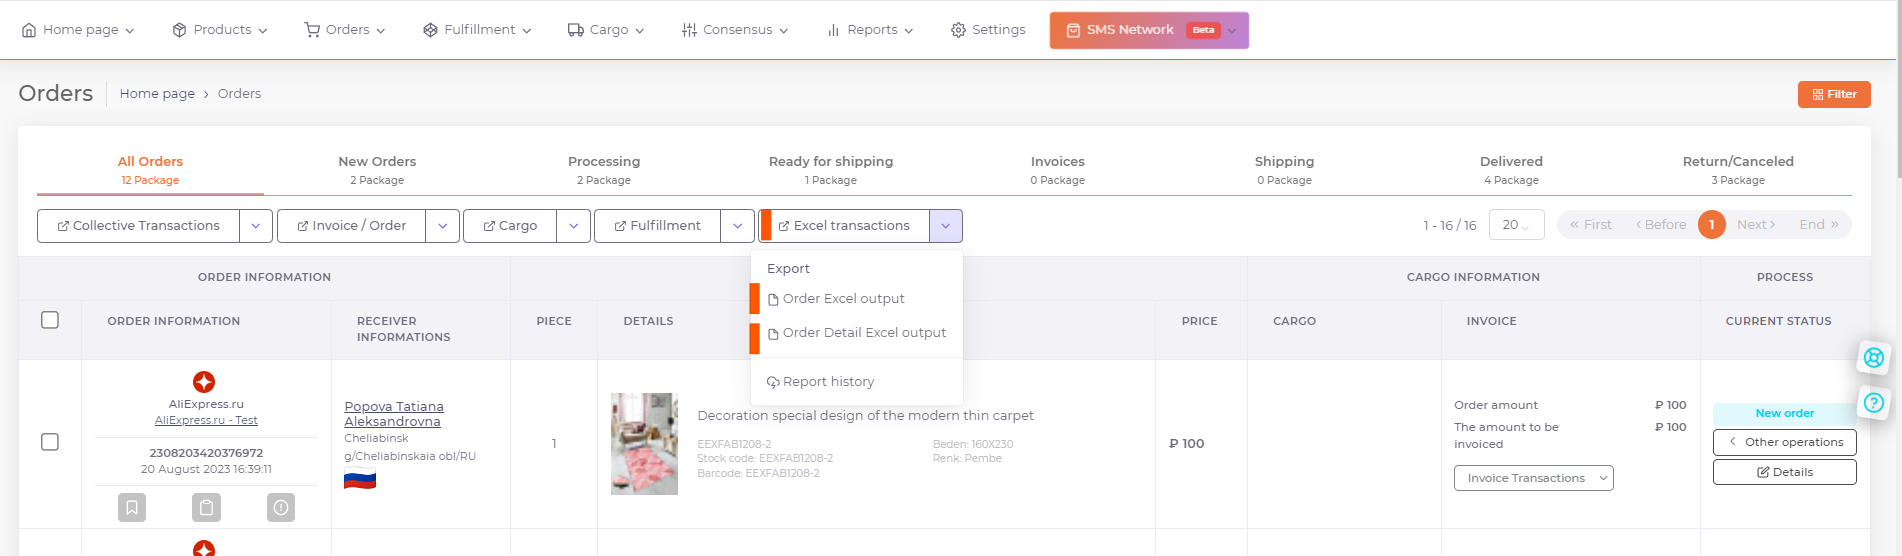 Home page
Products
Orders
Fulfillment
Cargo
Consensus
Reports
Settings
SMS Network Beta
Orders
Home page › Orders
Filter
All Orders
12 Package
New Orders
2 Package
Processing
2 Package
Ready for shipping
1 Package
Invoices
0 Package
Shipping
0 Package
Delivered
4 Package
Return/Canceled
3 Package
Collective Transactions
Invoice / Order
Cargo
Fulfillment
Excel transactions
1 - 16 / 16
20
« First
‹ Before
1
Next ›
End »
Export
Order Excel output
Order Detail Excel output
Report history
ORDER INFORMATION
CARGO INFORMATION
PROCESS
ORDER INFORMATION
RECEIVER
INFORMATIONS
PIECE
DETAILS
PRICE
CARGO
INVOICE
CURRENT STATUS
AliExpress.ru
AliExpress.ru - Test
2308203420376972
20 August 2023 16:39:11
Popova Tatiana
Aleksandrovna
Cheliabinsk
g/Cheliabinskaia obl/RU
1
Decoration special design of the modern thin carpet
EEXFAB1208-2
Stock code: EEXFAB1208-2
Barcode: EEXFAB1208-2
Beden: 160X230
Renk: Pembe
₽ 100
Order amount ₽ 100
The amount to be ₽ 100
invoiced
Invoice Transactions
New order
Other operations
Details